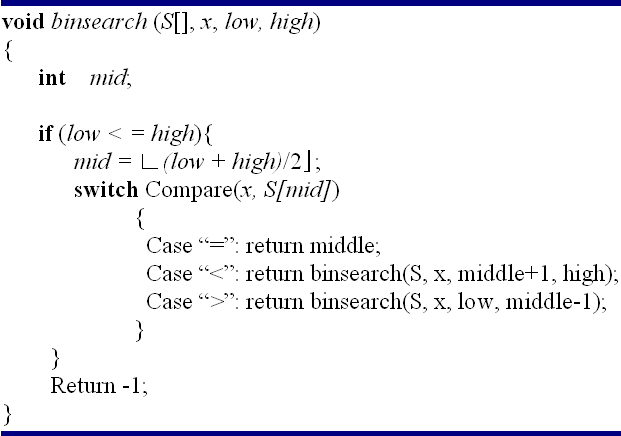 void binsearch (S[], x, low, high)
{
int mid;
if (low < = high){
mid = ∟ (low + high)/2⌋;
switch Compare(x, S[mid])
{
Case “=”: return middle;
Case “<”: return binsearch(S, x, middle+1, high);
Case “>”: return binsearch(S, x, low, middle-1);
}
}
Return -1;
}